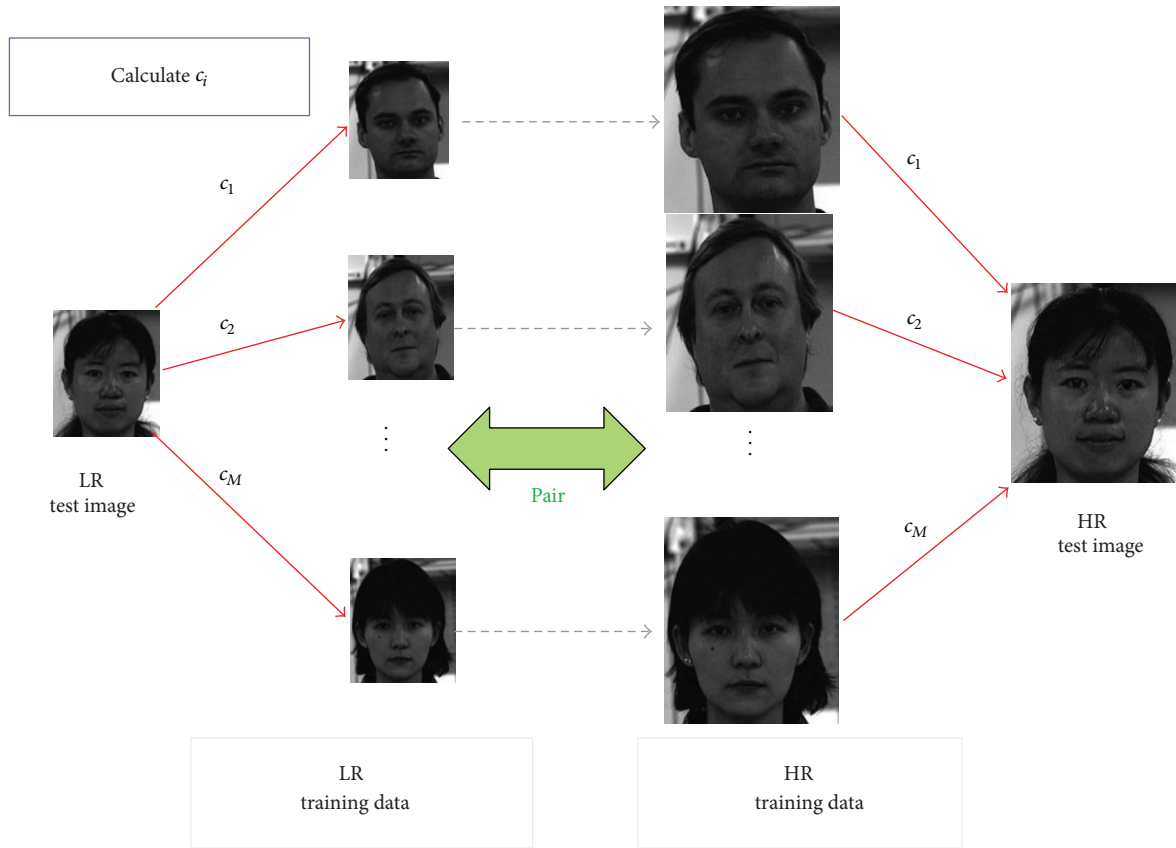 Calculate c_i
c_1
c_1
c_2
c_2
⋮
⋮
c_M
Pair
c_M
LR
test image
HR
test image
LR
training data
HR
training data